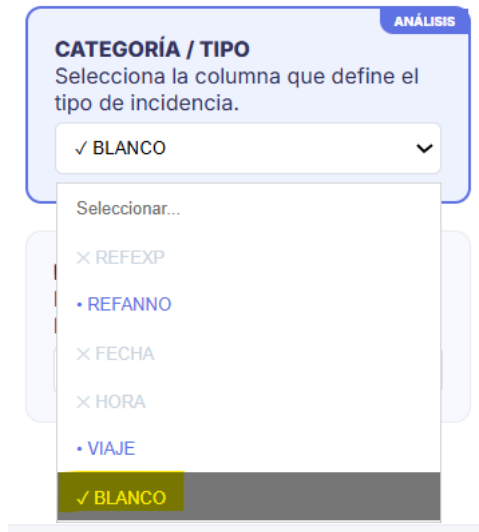 ANÁLISIS
CATEGORÍA / TIPO
Selecciona la columna que define el
tipo de incidencia.
✓ BLANCO
Seleccionar...
× REFEXP
• REFANNO
× FECHA
× HORA
• VIAJE
✓ BLANCO